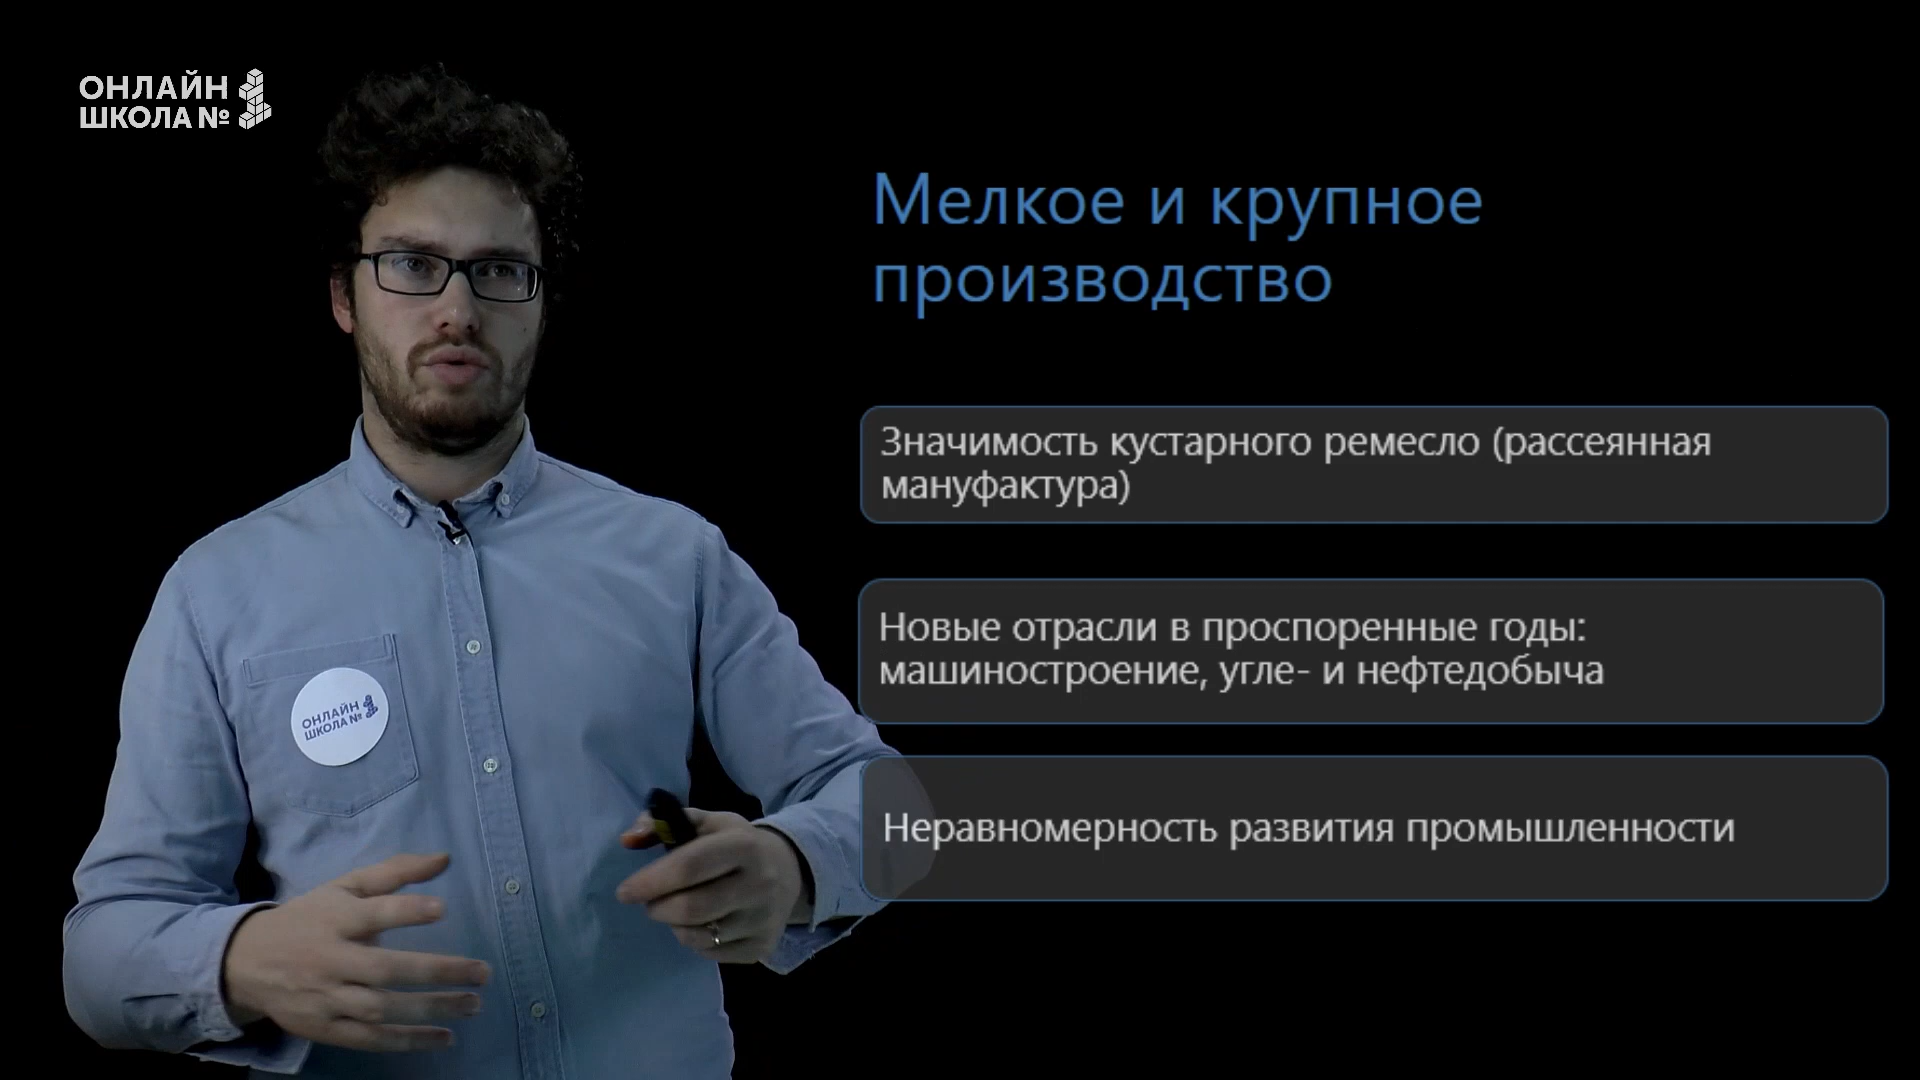 ОНЛАЙН
ШКОЛА №
Мелкое и крупное
производство
Значимость кустарного ремесло (рассеянная
мануфактура)
Новые отрасли в проспоренные годы:
машиностроение, угле- и нефтедобыча
Неравномерность развития промышленности
ОНЛАЙН
ШКОЛА №